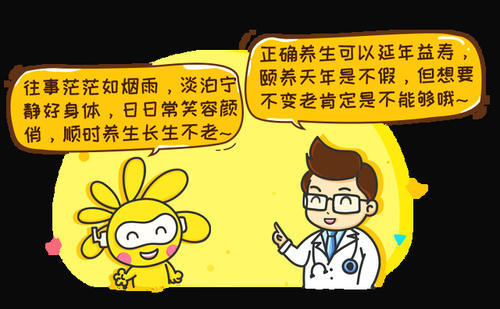 往事茫茫如烟雨，淡泊宁
静好身体，日日常笑容颜
俏，顺时养生长生不老~
正确养生可以延年益寿，
颐养天年是不假，但想要
不变老肯定是不能够哦~